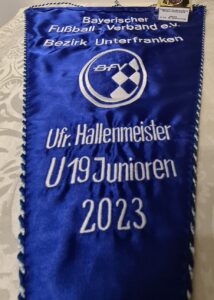 Bayerischer
Fußball - Verband e.V.
Bezirk Unterfranken
BFV
Ufr. Hallenmeister
U19 Junioren
2023